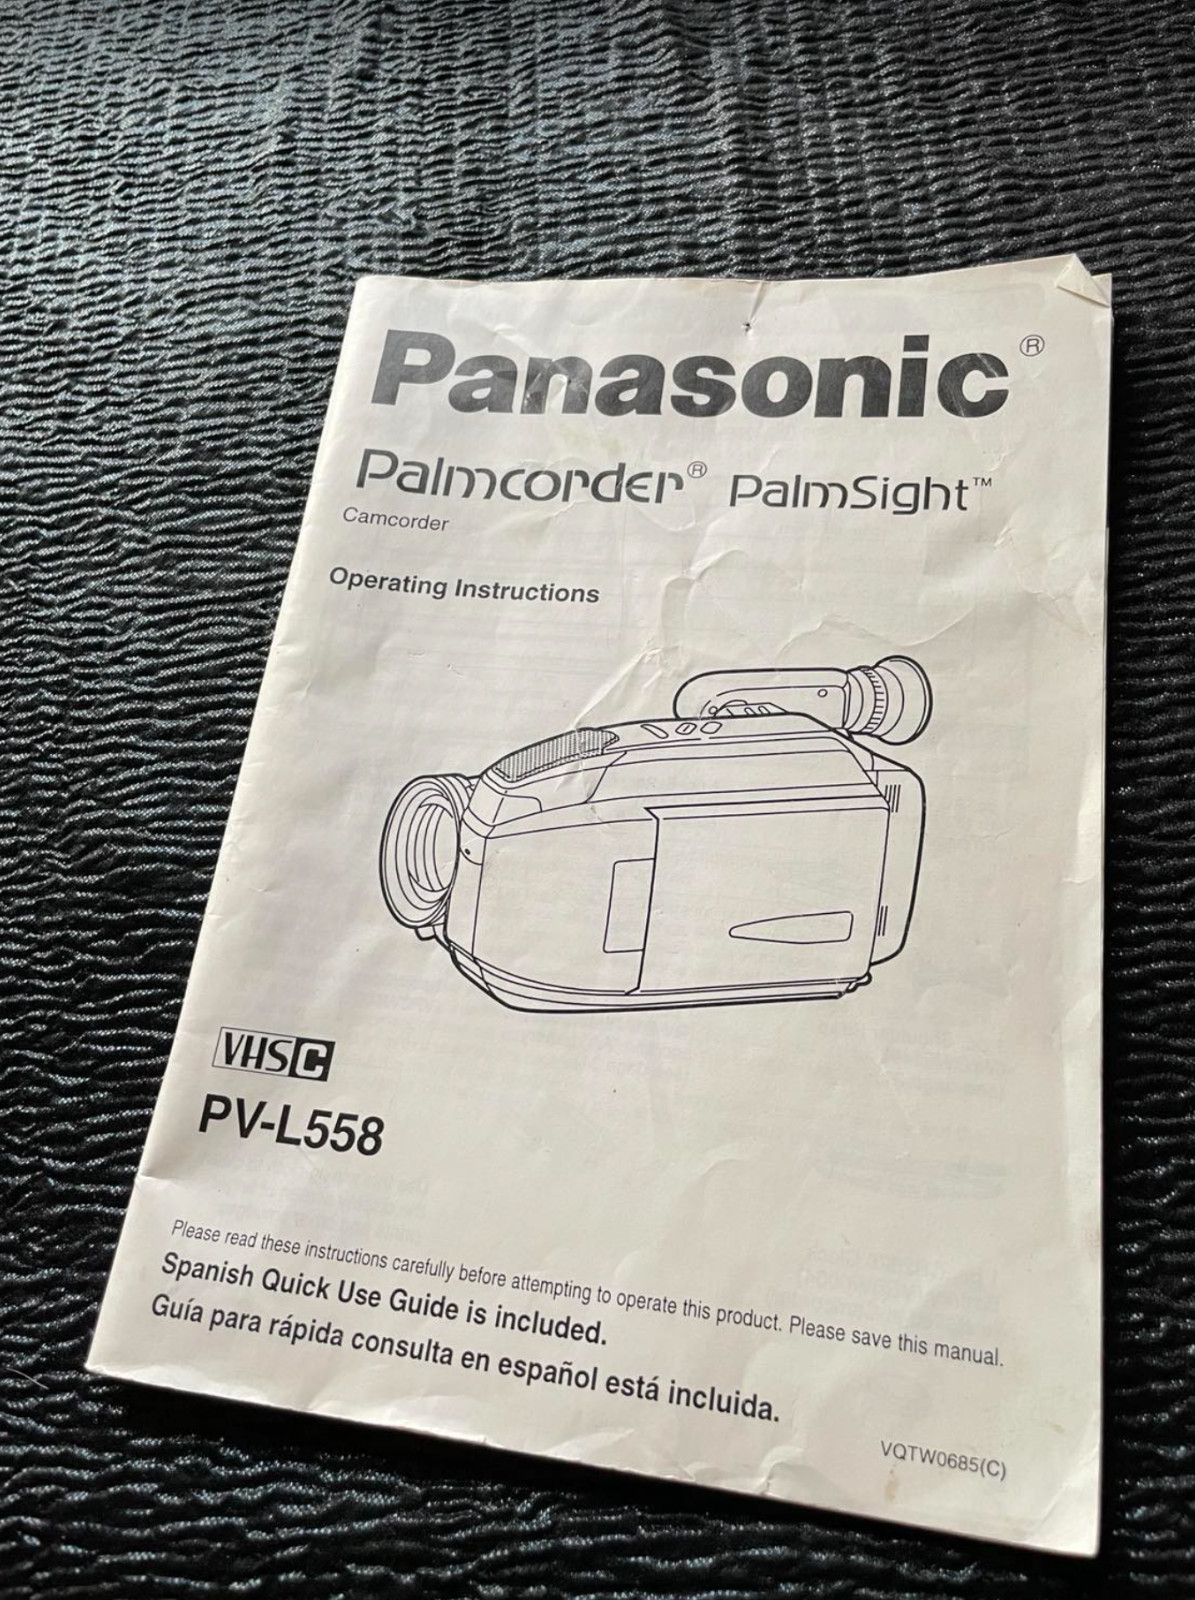 Panasonic®
Palmcorder® PalmSight™
Camcorder
Operating Instructions
VHS C
PV-L558
Please read these instructions carefully before attempting to operate this product. Please save this manual.
Spanish Quick Use Guide is included.
Guía para rápida consulta en español está incluida.
VQTW0685(C)